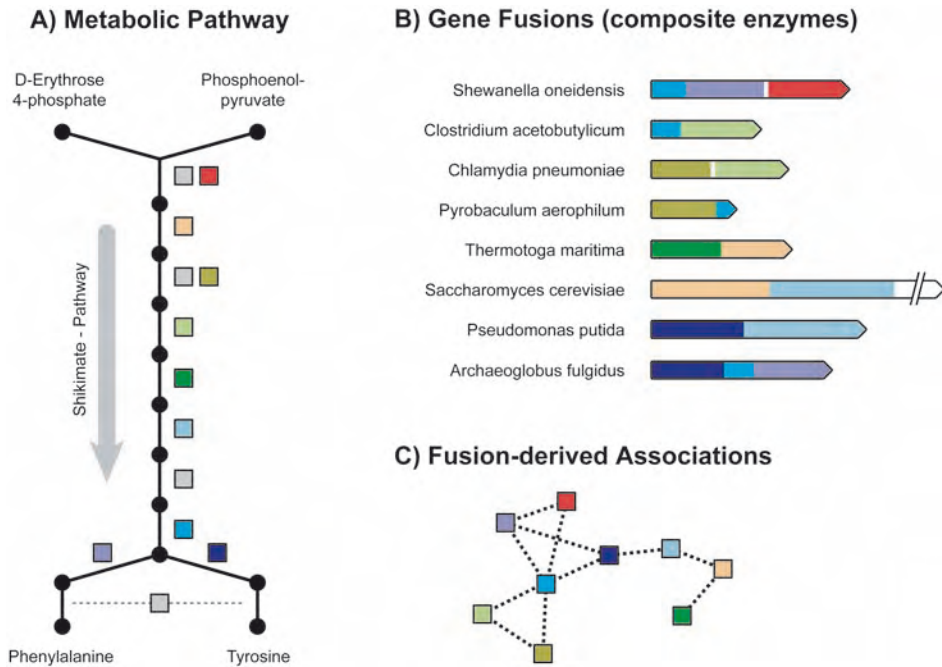 A) Metabolic Pathway
D-Erythrose
4-phosphate
Phosphoenol-
pyruvate
Shikimate - Pathway
Phenylalanine
Tyrosine
B) Gene Fusions (composite enzymes)
Shewanella oneidensis
Clostridium acetobutylicum
Chlamydia pneumoniae
Pyrobaculum aerophilum
Thermotoga maritima
Saccharomyces cerevisiae
Pseudomonas putida
Archaeoglobus fulgidus
C) Fusion-derived Associations